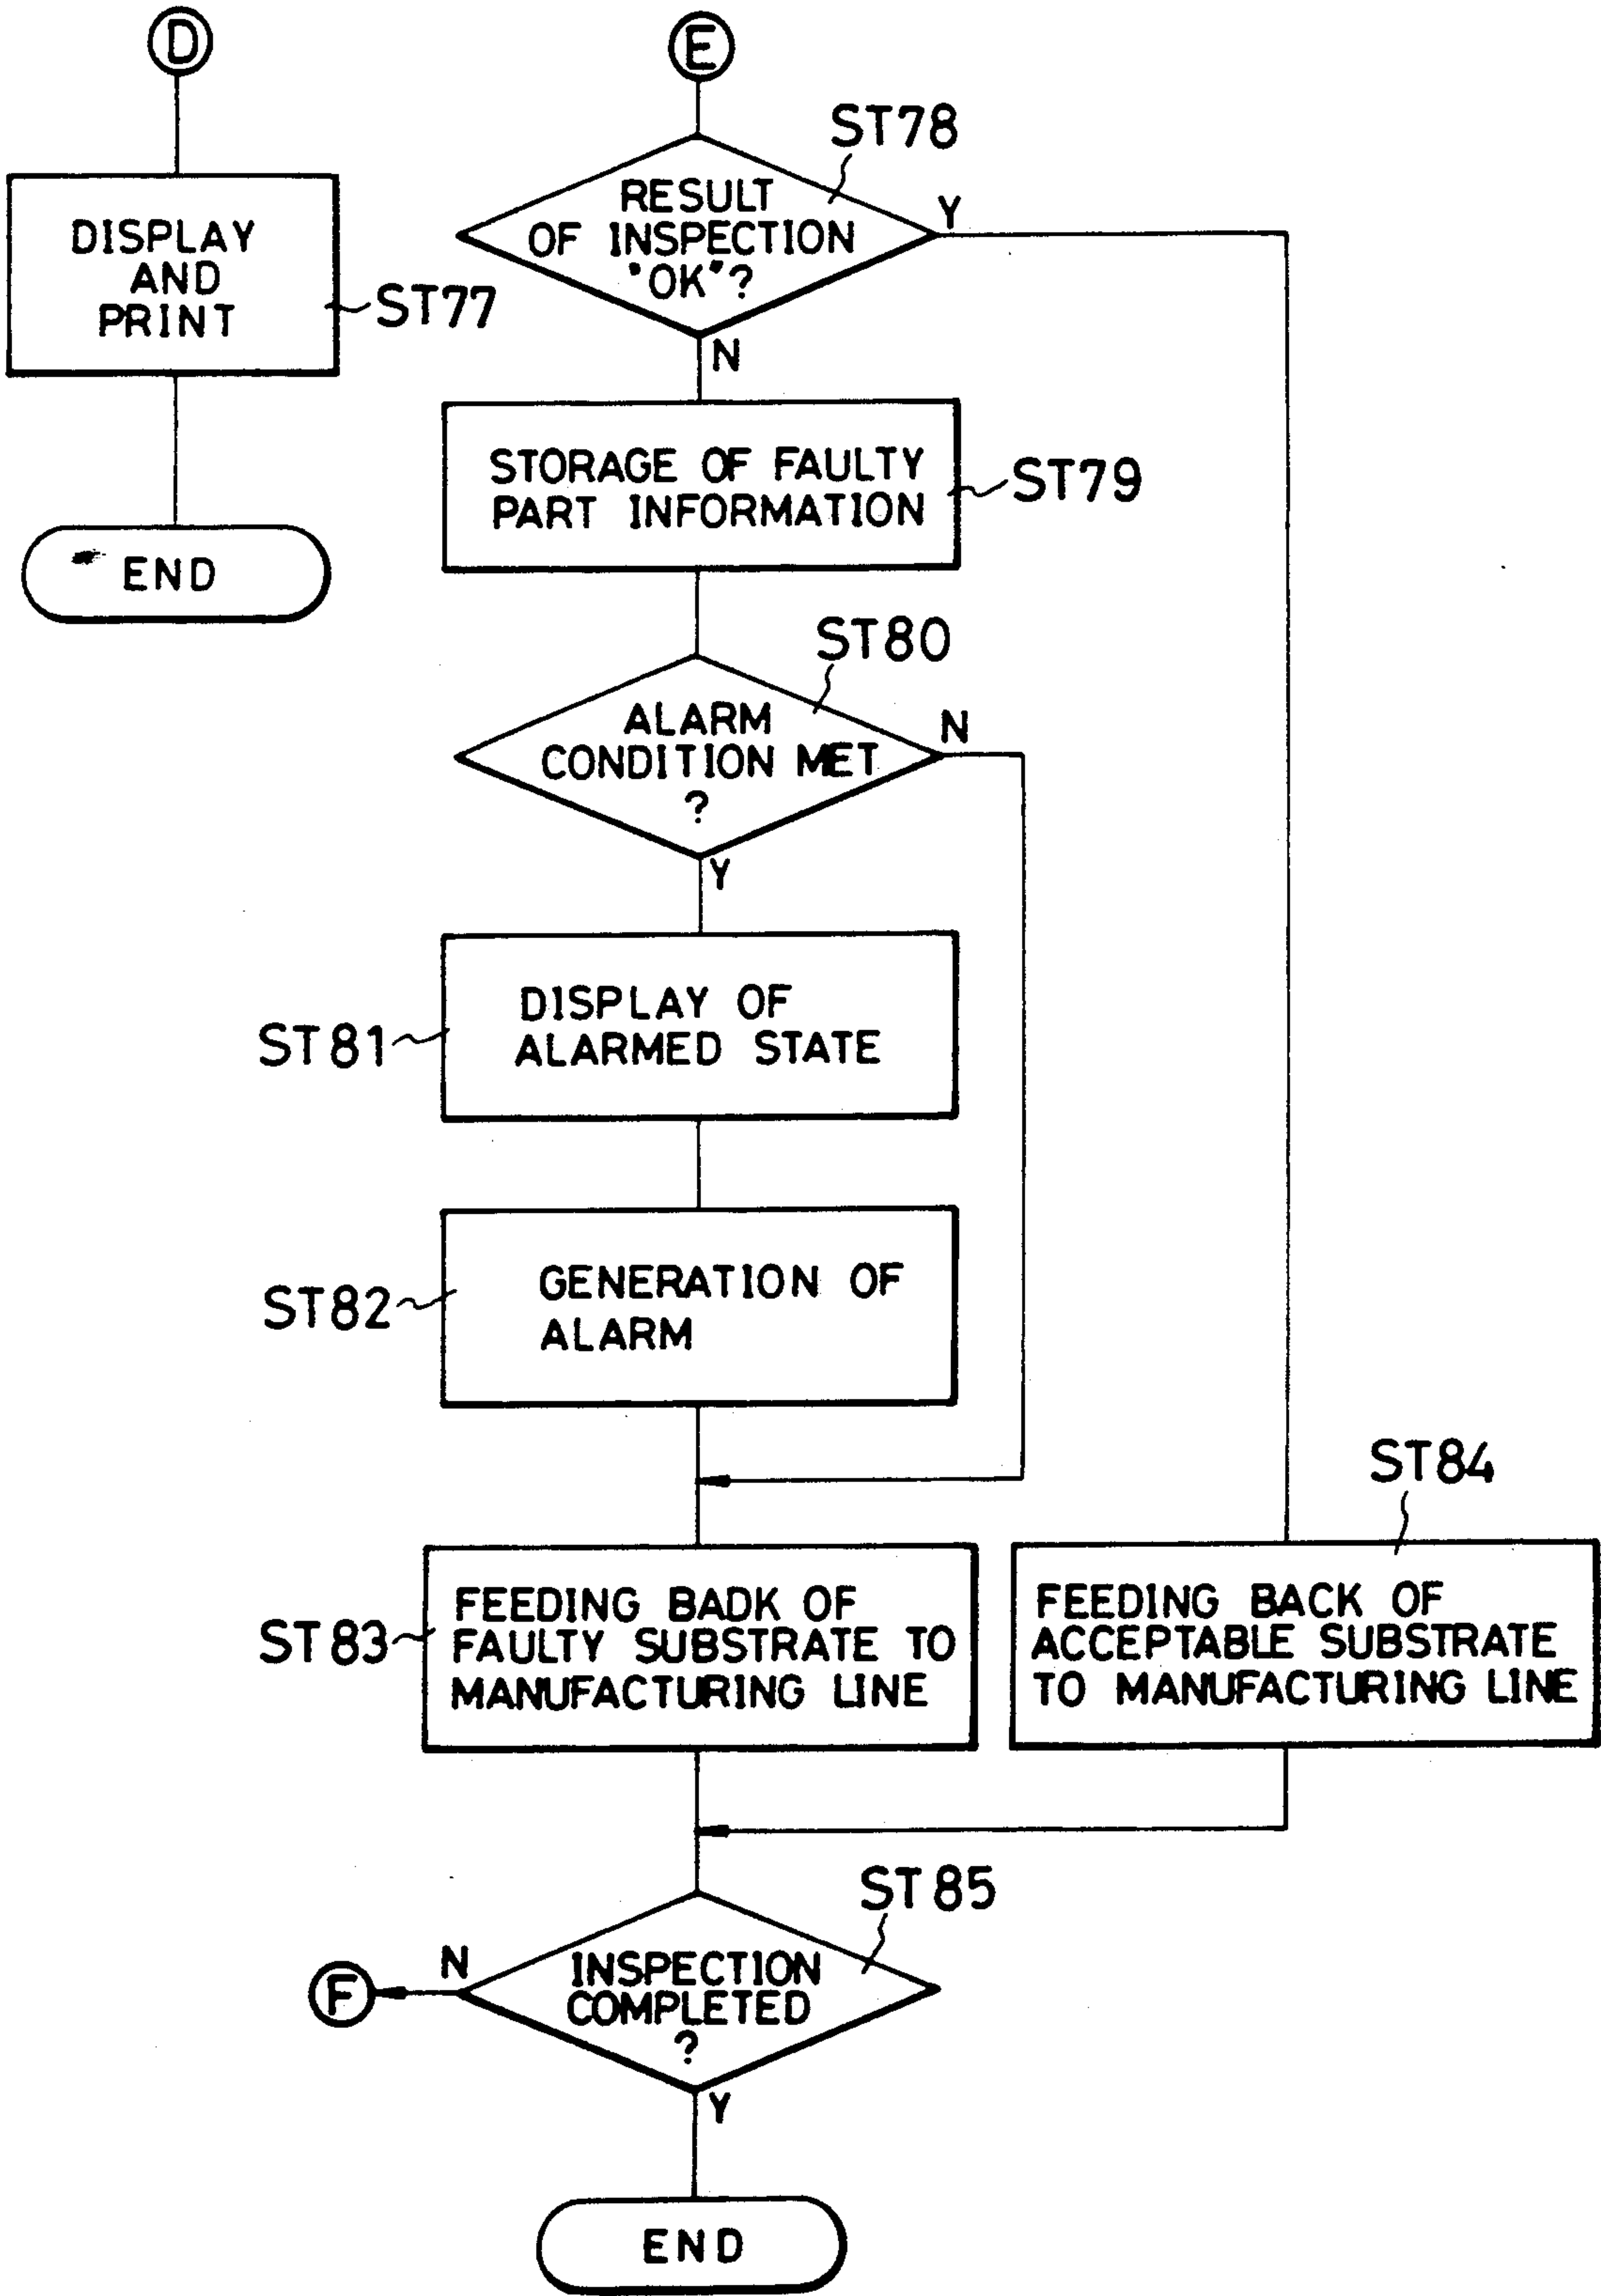 D
DISPLAY
AND
PRINT
ST77
END
E
ST78
RESULT
OF INSPECTION
"OK"?
Y
N
STORAGE OF FAULTY
PART INFORMATION
ST79
ST80
ALARM
CONDITION MET
?
N
Y
DISPLAY OF
ALARMED STATE
ST81
GENERATION OF
ALARM
ST82
FEEDING BADK OF
FAULTY SUBSTRATE TO
MANUFACTURING LINE
ST83
ST84
FEEDING BACK OF
ACCEPTABLE SUBSTRATE
TO MANUFACTURING LINE
ST85
INSPECTION
COMPLETED
?
N
F
Y
END